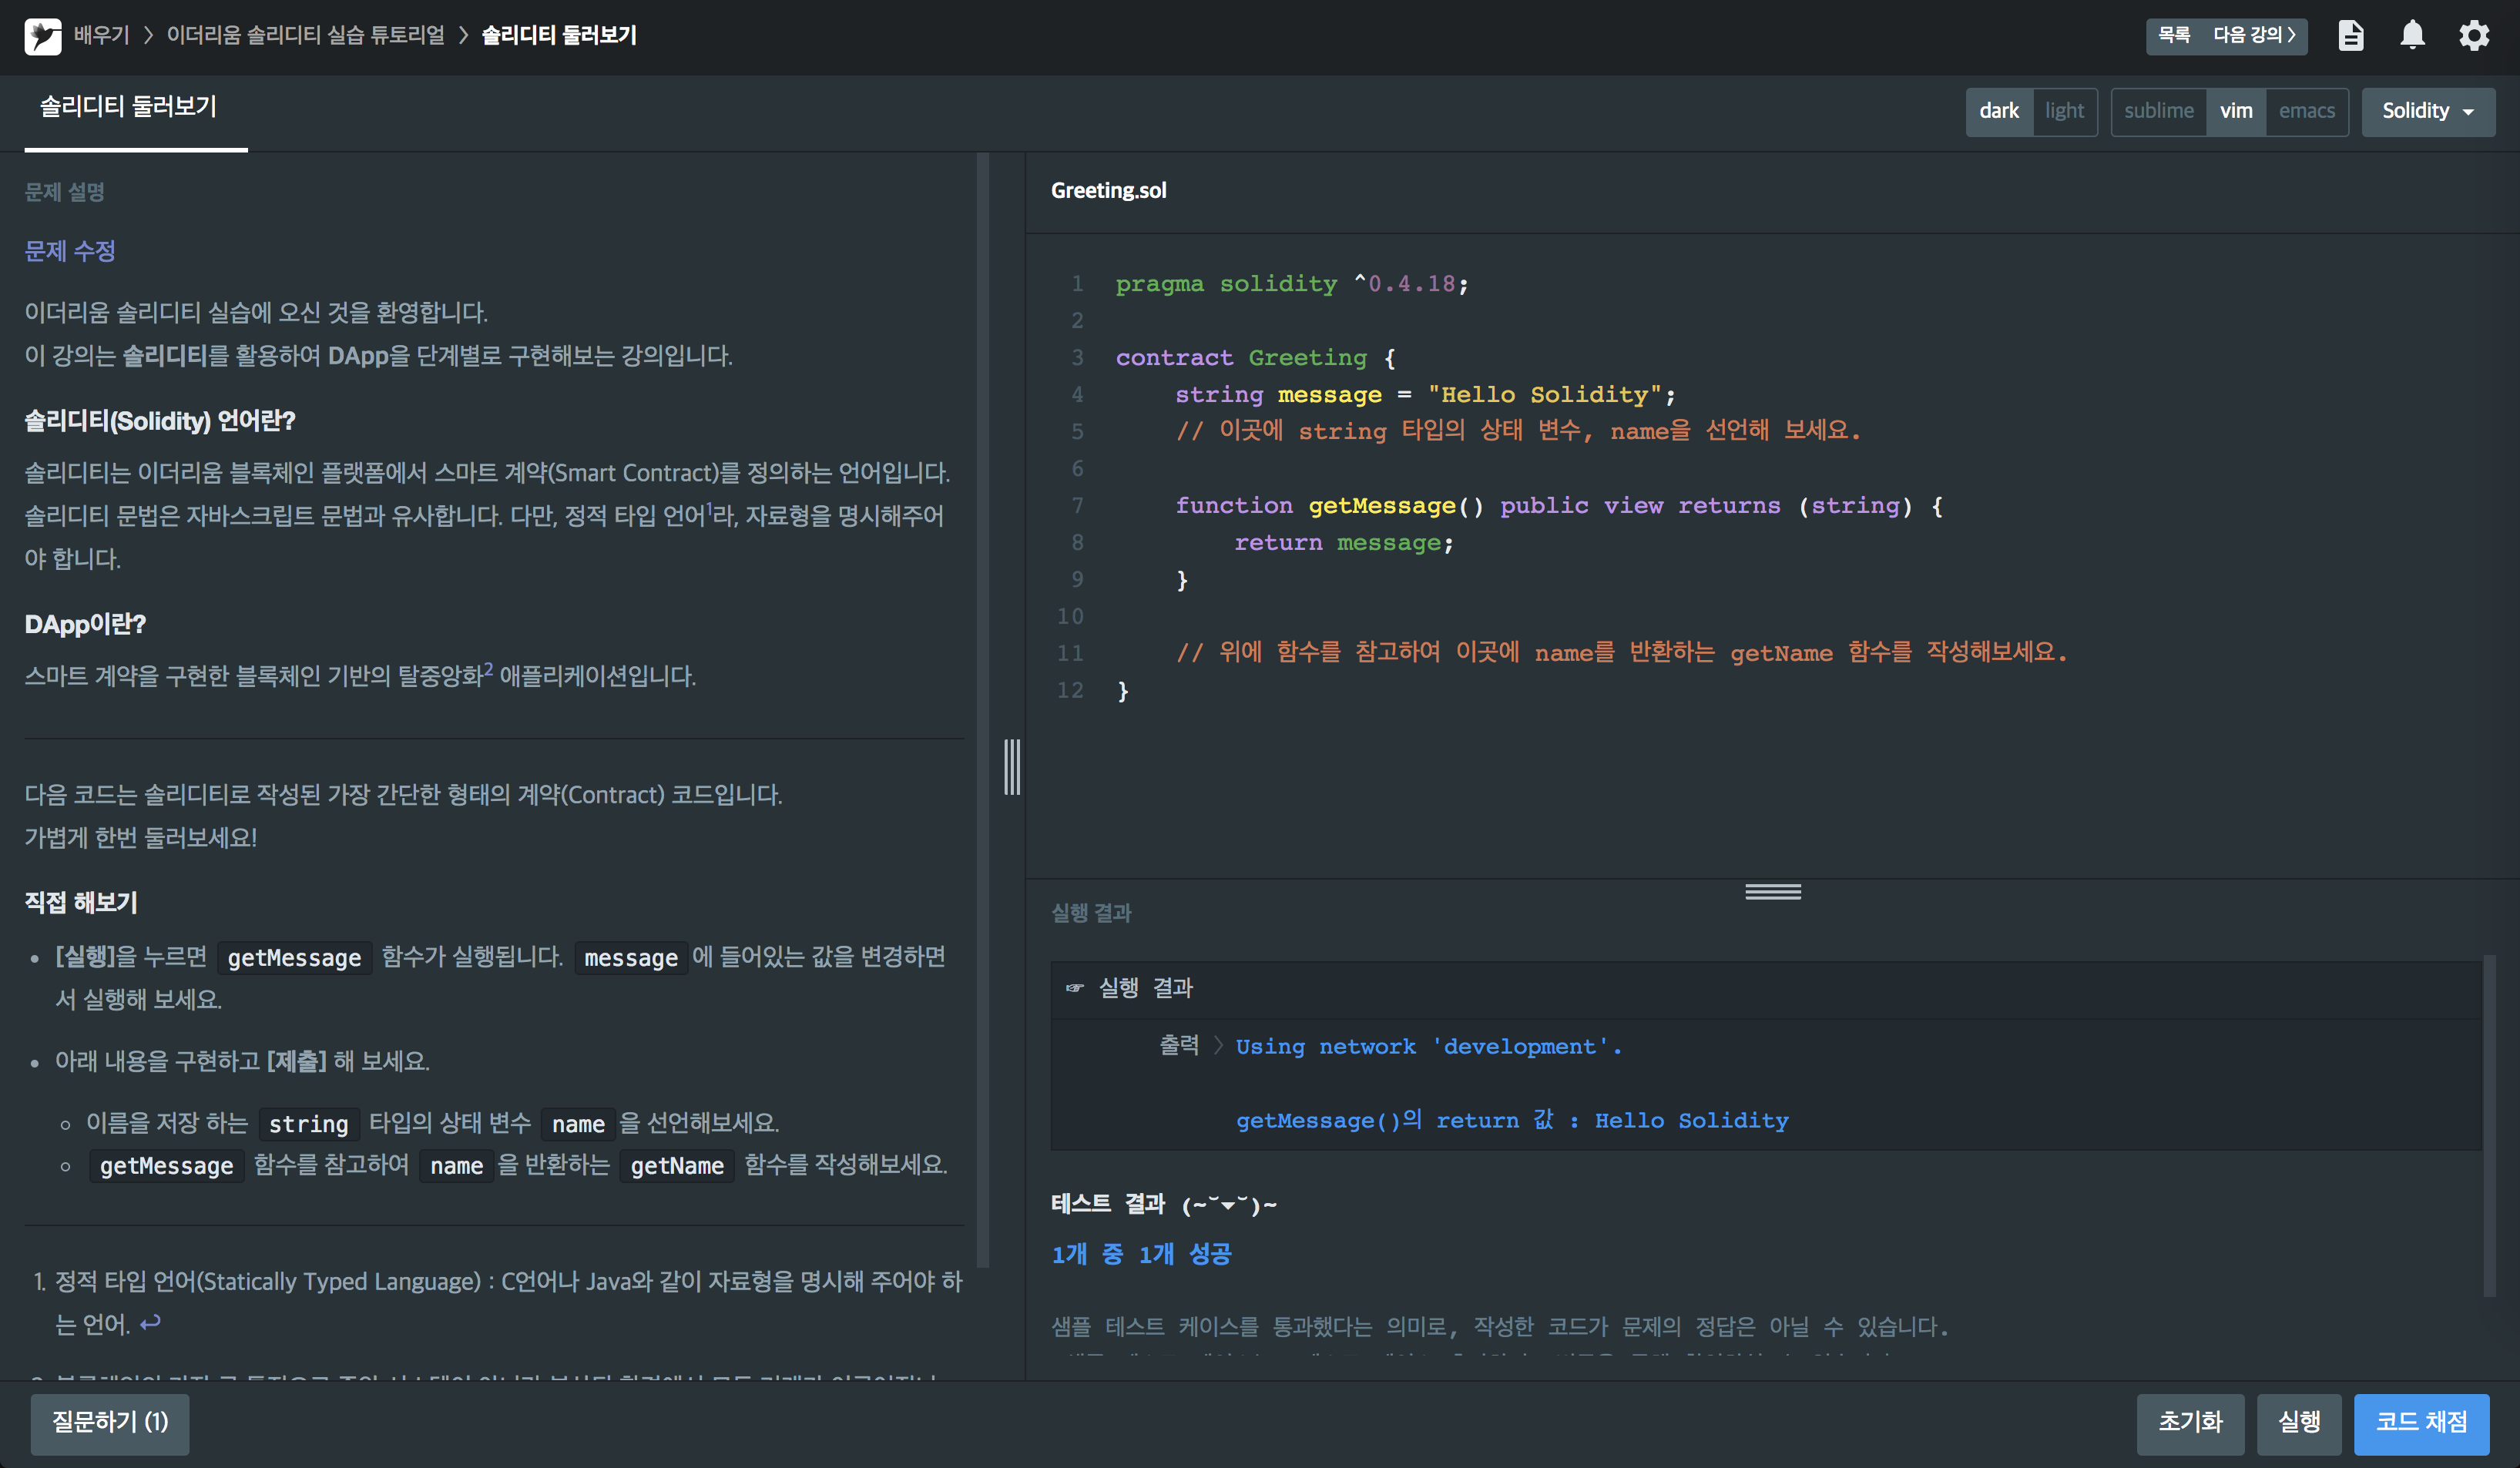 배우기 > 이더리움 솔리디티 실습 튜토리얼 > 솔리디티 둘러보기
목록 다음 강의 >
솔리디티 둘러보기
dark light sublime vim emacs Solidity
문제 설명
문제 수정
이더리움 솔리디티 실습에 오신 것을 환영합니다.
이 강의는 솔리디티를 활용하여 DApp을 단계별로 구현해보는 강의입니다.
솔리디티(Solidity) 언어란?
솔리디티는 이더리움 블록체인 플랫폼에서 스마트 계약(Smart Contract)를 정의하는 언어입니다.
솔리디티 문법은 자바스크립트 문법과 유사합니다. 다만, 정적 타입 언어1라, 자료형을 명시해주어
야 합니다.
DApp이란?
스마트 계약을 구현한 블록체인 기반의 탈중앙화2 애플리케이션입니다.
다음 코드는 솔리디티로 작성된 가장 간단한 형태의 계약(Contract) 코드입니다.
가볍게 한번 둘러보세요!
직접 해보기
• [실행]을 누르면 getMessage 함수가 실행됩니다. message 에 들어있는 값을 변경하면
서 실행해 보세요.
• 아래 내용을 구현하고 [제출] 해 보세요.
◦ 이름을 저장 하는 string 타입의 상태 변수 name 을 선언해보세요.
◦ getMessage 함수를 참고하여 name 을 반환하는 getName 함수를 작성해보세요.
1. 정적 타입 언어(Statically Typed Language) : C언어나 Java와 같이 자료형을 명시해 주어야 하
는 언어. ↩
Greeting.sol
1 pragma solidity ^0.4.18;
2
3 contract Greeting {
4 string message = "Hello Solidity";
5 // 이곳에 string 타입의 상태 변수, name을 선언해 보세요.
6
7 function getMessage() public view returns (string) {
8 return message;
9 }
10
11 // 위에 함수를 참고하여 이곳에 name를 반환하는 getName 함수를 작성해보세요.
12 }
실행 결과
☞ 실행 결과
출력 > Using network 'development'.
getMessage()의 return 값 : Hello Solidity
테스트 결과 (~˘▾˘)~
1개 중 1개 성공
샘플 테스트 케이스를 통과했다는 의미로, 작성한 코드가 문제의 정답은 아닐 수 있습니다.
질문하기 (1)
초기화 실행 코드 채점